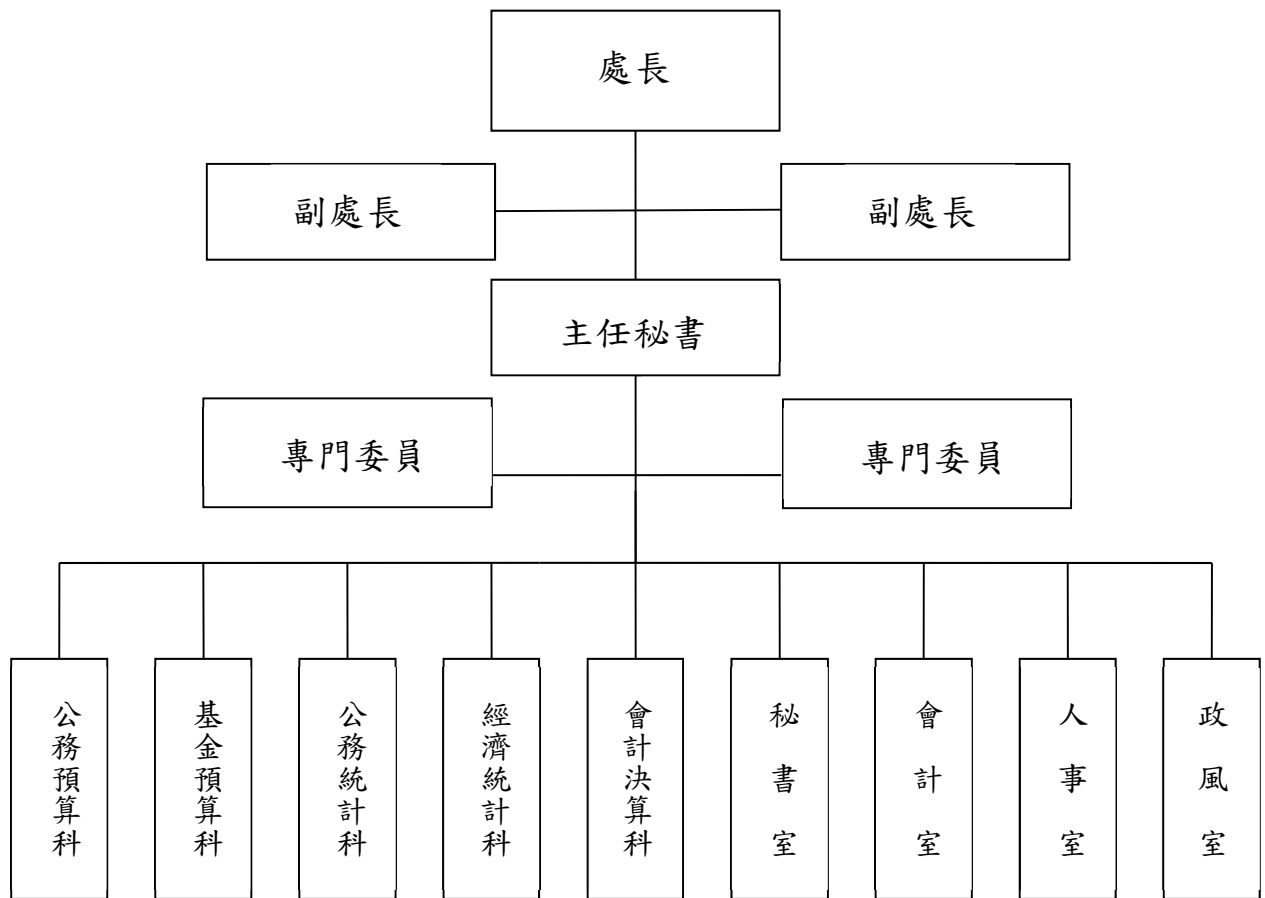 處長
副處長
副處長
主任秘書
專門委員
專門委員
公務預算科
基金預算科
公務統計科
經濟統計科
會計決算科
秘書室
會計室
人事室
政風室